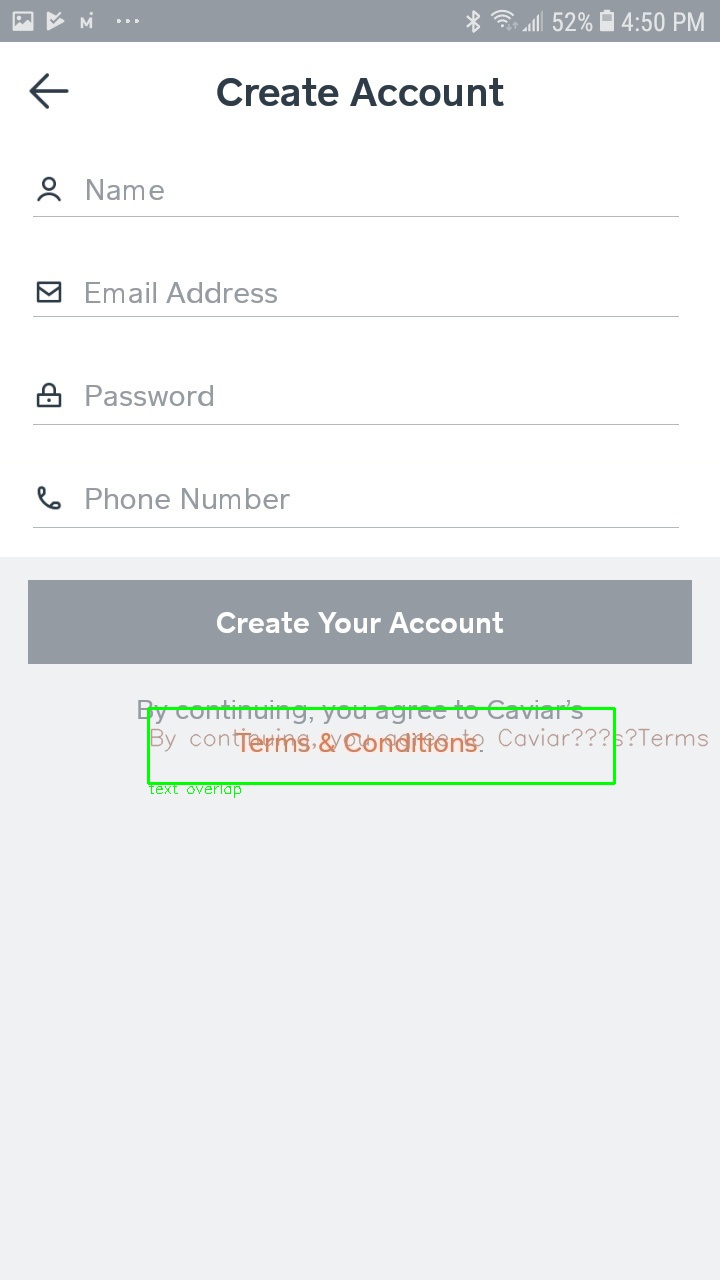 52% 4:50 PM
Create Account
Name
Email Address
Password
Phone Number
Create Your Account
By continuing, you agree to Caviar's
By continuing, you agree to Caviar???s?Terms
Terms & Conditions.
text overlap